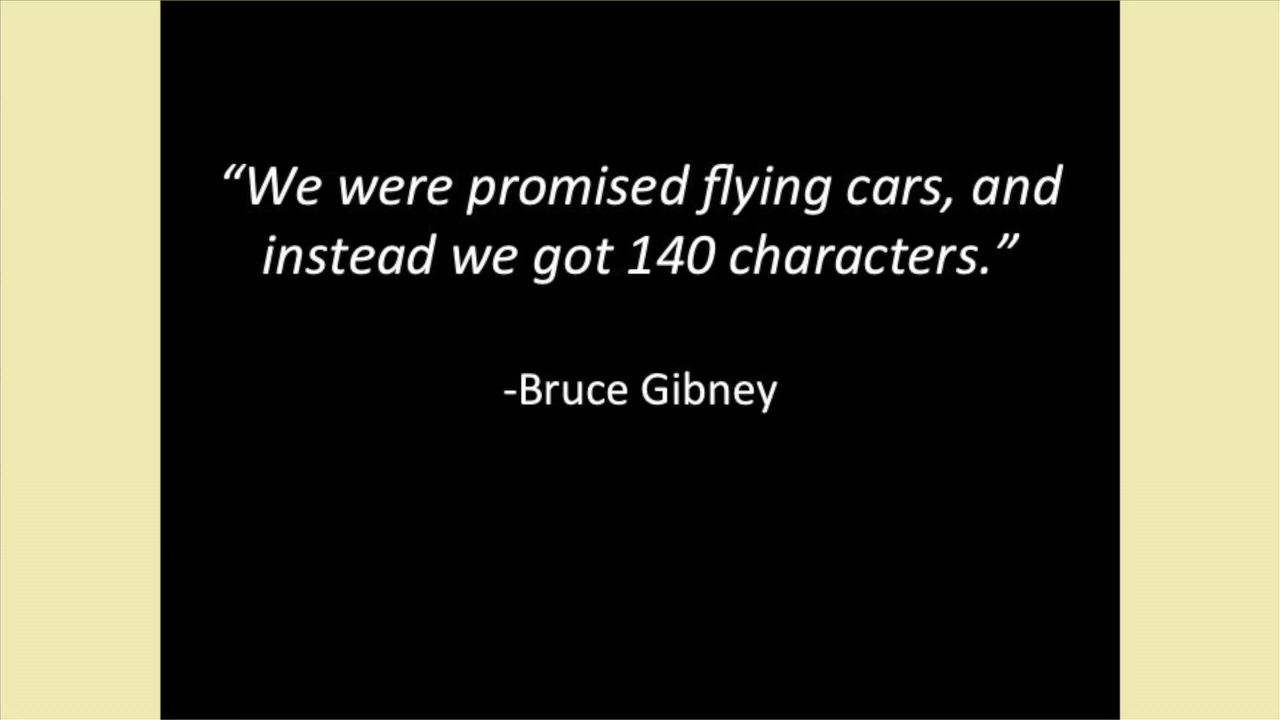 “We were promised flying cars, and
instead we got 140 characters.”
-Bruce Gibney